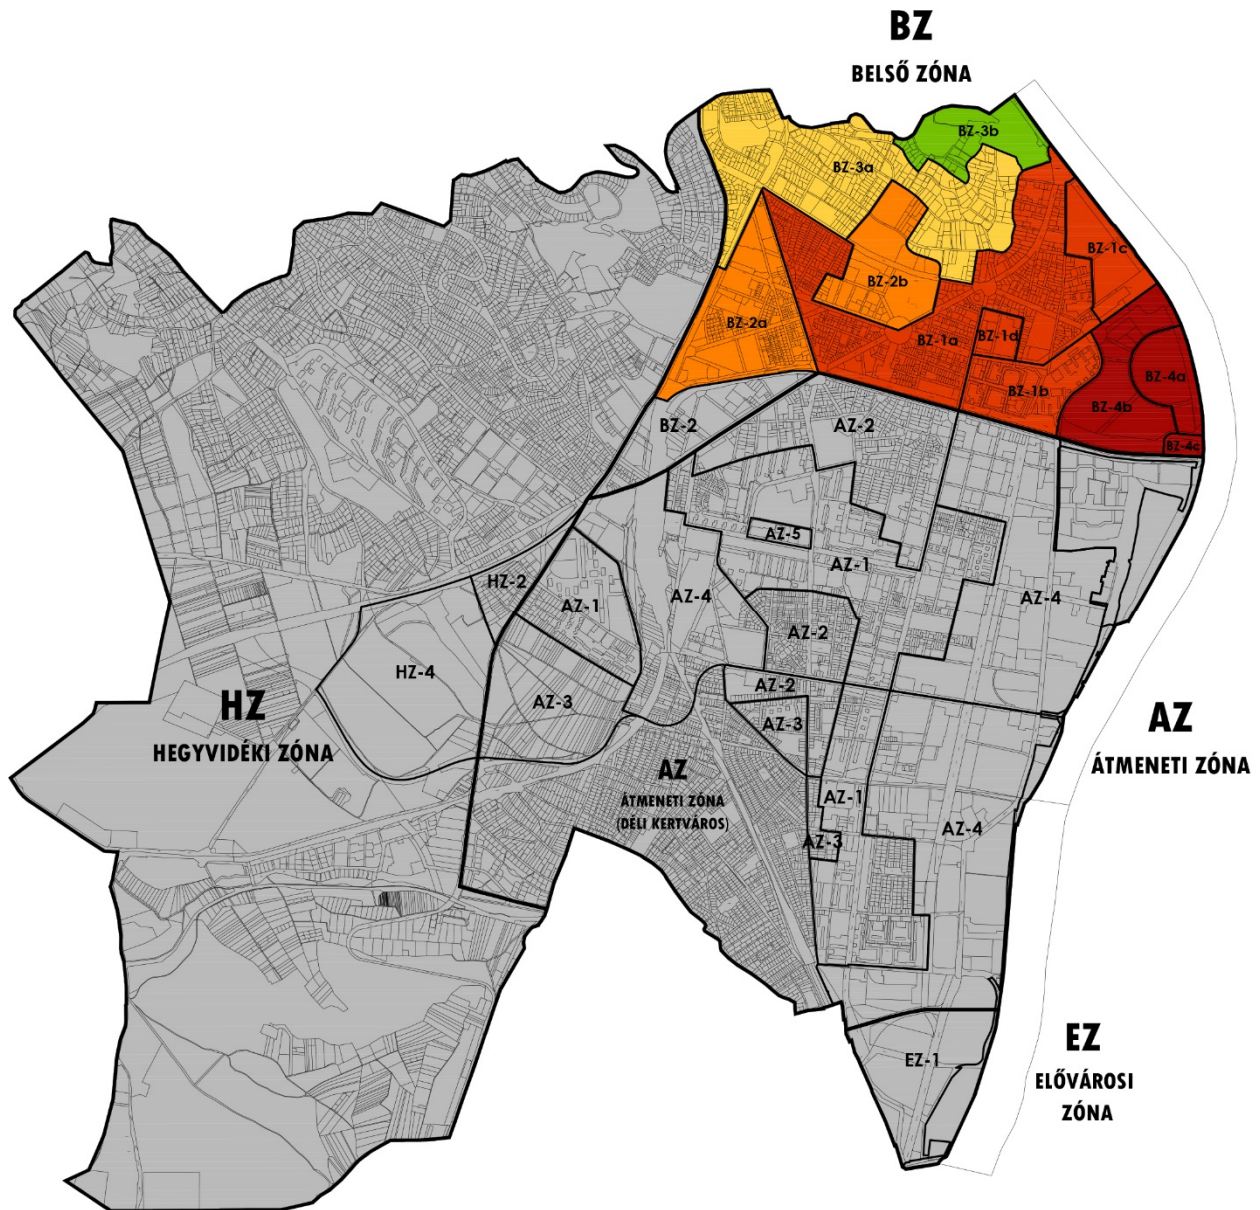 BZ
BELSŐ ZÓNA
BZ-3b
BZ-3a
BZ-1c
BZ-2b
BZ-2a
BZ-1a
BZ-1d
BZ-4a
BZ-1b
BZ-4b
BZ-2
AZ-2
BZ-4c
AZ-5
AZ-1
HZ-2
AZ-1
AZ-4
AZ-4
AZ-2
HZ-4
AZ-2
AZ-3
AZ-3
HZ
HEGYVIDÉKI ZÓNA
AZ
ÁTMENETI ZÓNA
AZ
ÁTMENETI ZÓNA
(DÉLI KERTVÁROS)
AZ-1
AZ-4
AZ-3
EZ-1
EZ
ELŐVÁROSI
ZÓNA